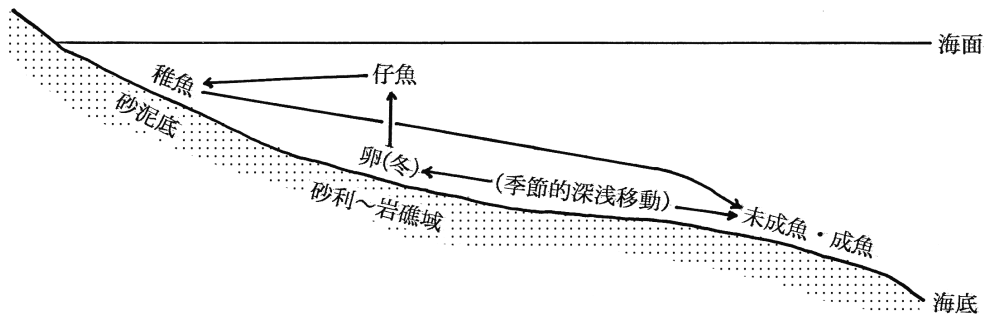 海面
稚魚
仔魚
砂泥底
卵(冬)
(季節的深浅移動)
砂利～岩礁域
未成魚・成魚
海底